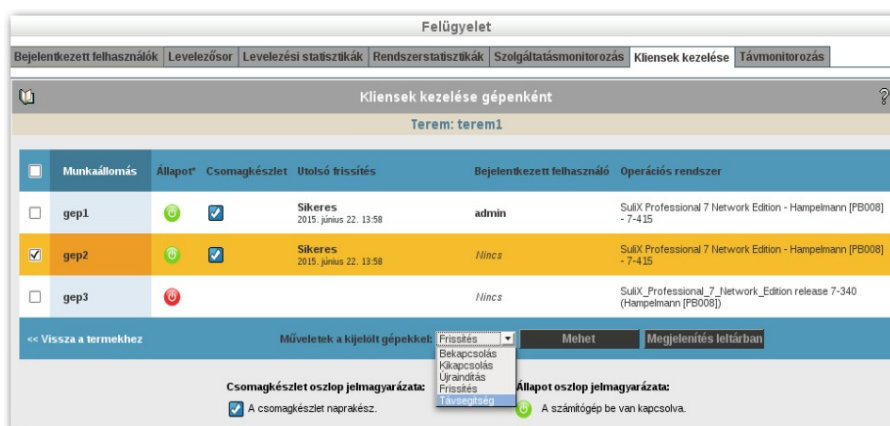 Felügyelet
Bejelentkezett felhasználók Levelezősor Levelezési statisztikák Rendszerstatisztikák Szolgáltatásmonitorozás Kliensek kezelése Távmonitorozás
Kliensek kezelése gépenként
?
Terem: terem1
Munkaállomás Állapot* Csomagkészlet Utolsó frissítés Bejelentkezett felhasználó Operációs rendszer
gep1 Sikeres admin SuliX Professional 7 Network Edition - Hampelmann [PB008]
2015. június 22. 13:58 - 7-415
gep2 Sikeres Nincs SuliX Professional 7 Network Edition - Hampelmann [PB008]
2015. június 22. 13:58 - 7-415
gep3 Nincs SuliX_Professional_7_Network_Edition release 7-340
(Hampelmann [PB008])
<< Vissza a termekhez Műveletek a kijelölt gépekkel: Frissítés Mehet Megjelenítés leltárban
Bekapcsolás
Kikapcsolás
Újraindítás
Frissítés
Távsegítség
Csomagkészlet oszlop jelmagyarázata: Állapot oszlop jelmagyarázata:
A csomagkészlet naprakész. A számítógép be van kapcsolva.